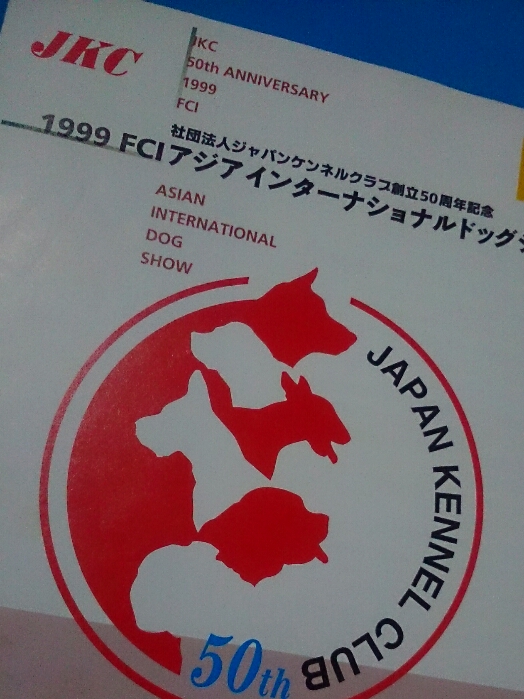 JKC
JKC
50th ANNIVERSARY
1999
FCI
社団法人ジャパンケンネルクラブ創立50周年記念
1999 FCIアジアインターナショナルドッグ
ASIAN
INTERNATIONAL
DOG
SHOW
JAPAN KENNEL CLUB
50th